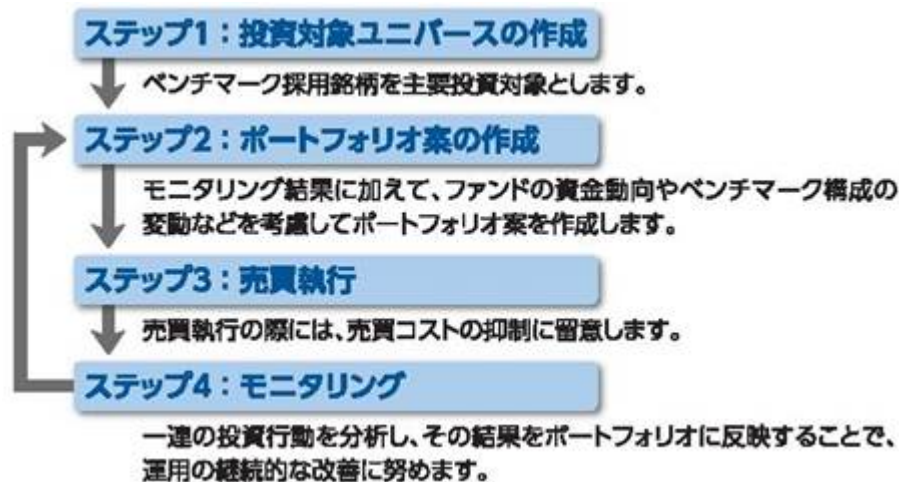 ステップ1：投資対象ユニバースの作成
ベンチマーク採用銘柄を主要投資対象とします。
ステップ2：ポートフォリオ案の作成
モニタリング結果に加えて、ファンドの資金動向やベンチマーク構成の
変動などを考慮してポートフォリオ案を作成します。
ステップ3：売買執行
売買執行の際には、売買コストの抑制に留意します。
ステップ4：モニタリング
一連の投資行動を分析し、その結果をポートフォリオに反映することで、
運用の継続的な改善に努めます。